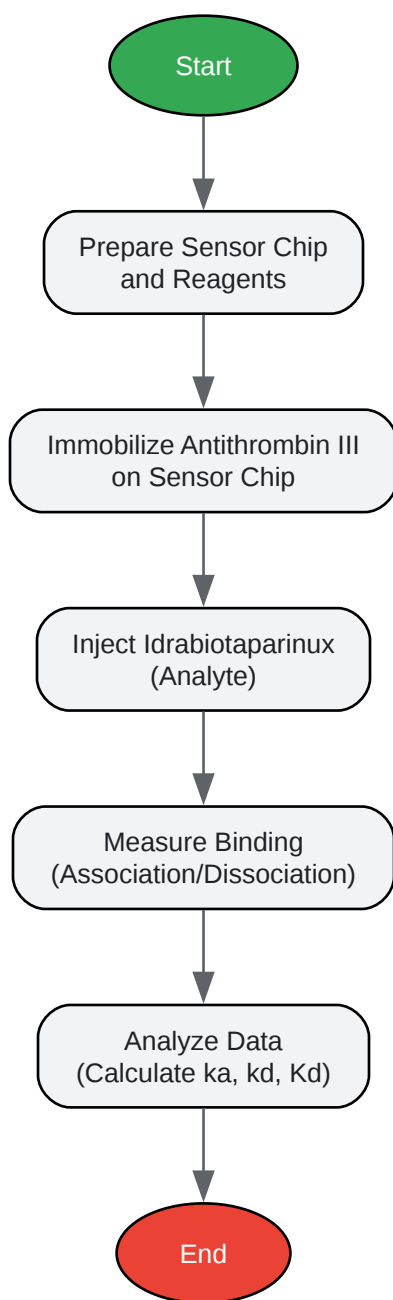 Start
Prepare Sensor Chip
and Reagents
Immobilize Antithrombin III
on Sensor Chip
Inject Idrabiotaparinux
(Analyte)
Measure Binding
(Association/Dissociation)
Analyze Data
(Calculate ka, kd, Kd)
End